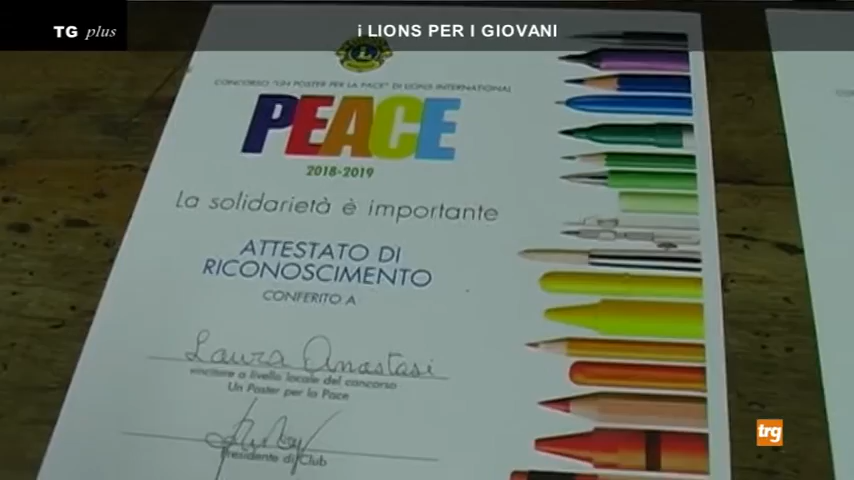 TG plus
i LIONS PER I GIOVANI
CONCORSO "UN POSTER PER LA PACE" DI LIONS INTERNATIONAL
PEACE
2018-2019
La solidarietà è importante
ATTESTATO DI
RICONOSCIMENTO
CONFERITO A
Laura Anastasi
vincitore a livello locale del concorso
Un Poster per la Pace
Presidente di Club
trg